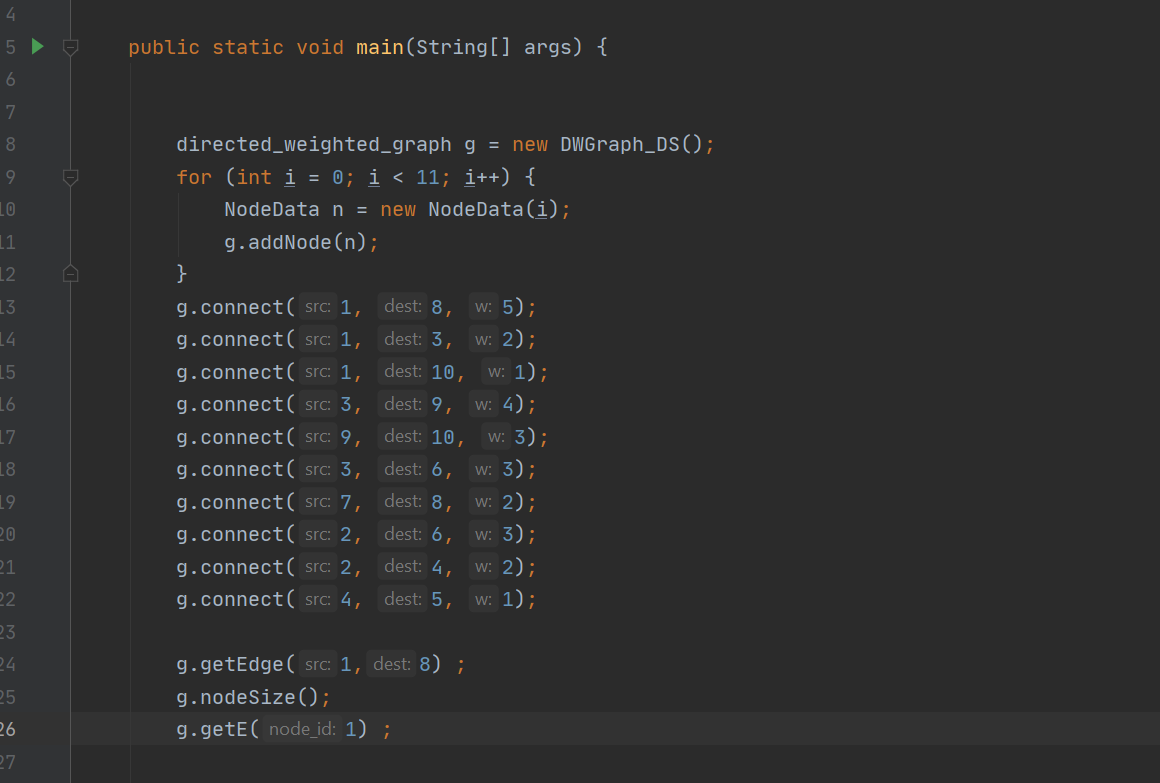 4
5 public static void main(String[] args) {
6
7
8 directed_weighted_graph g = new DWGraph_DS();
9 for (int i = 0; i < 11; i++) {
10 NodeData n = new NodeData(i);
11 g.addNode(n);
12 }
13 g.connect( src: 1, dest: 8, w: 5);
14 g.connect( src: 1, dest: 3, w: 2);
15 g.connect( src: 1, dest: 10, w: 1);
16 g.connect( src: 3, dest: 9, w: 4);
17 g.connect( src: 9, dest: 10, w: 3);
18 g.connect( src: 3, dest: 6, w: 3);
19 g.connect( src: 7, dest: 8, w: 2);
20 g.connect( src: 2, dest: 6, w: 3);
21 g.connect( src: 2, dest: 4, w: 2);
22 g.connect( src: 4, dest: 5, w: 1);
23
24 g.getEdge( src: 1, dest: 8) ;
25 g.nodeSize();
26 g.getE( node_id: 1) ;
27